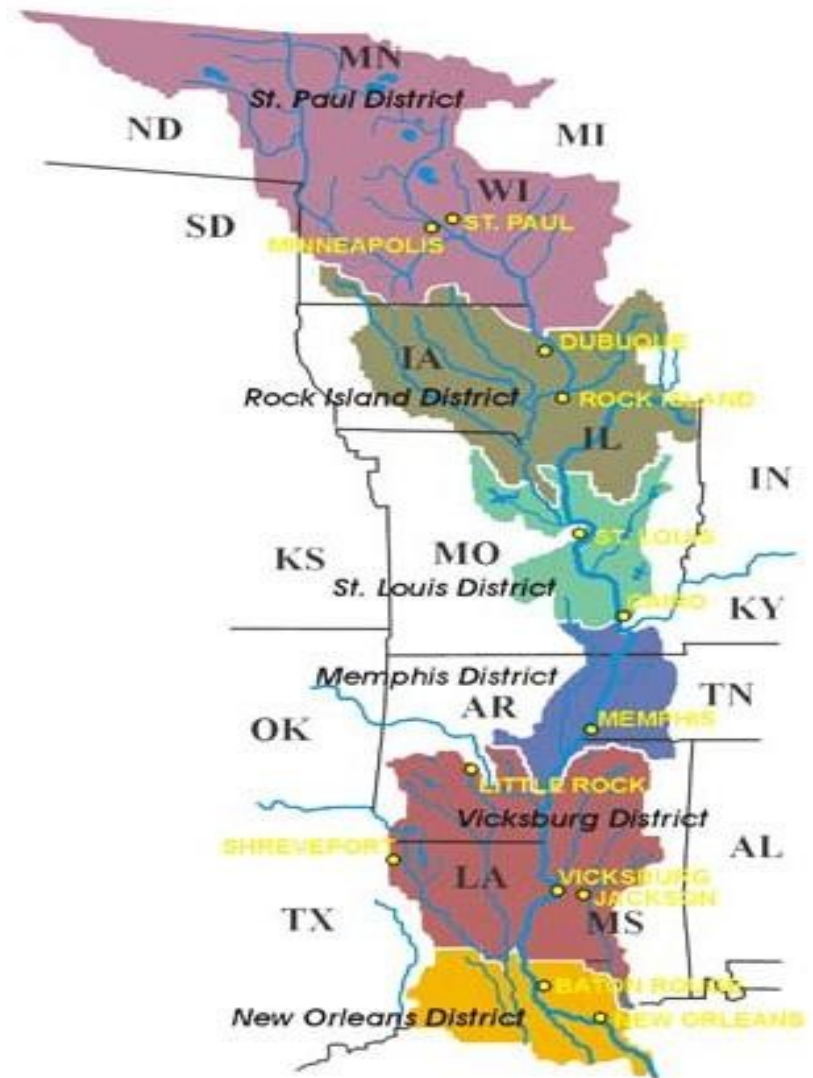 MN
St. Paul District
ND
MI
WI
SD
ST. PAUL
MINNEAPOLIS
DUBUQUE
IA
Rock Island District
ROCK ISLAND
IL
IN
ST. LOUIS
MO
KS
St. Louis District
CAIRO
KY
Memphis District
TN
AR
MEMPHIS
OK
LITTLE ROCK
Vicksburg District
SHREVEPORT
AL
LA
VICKSBURG
JACKSON
TX
MS
BATON ROUGE
New Orleans District
NEW ORLEANS